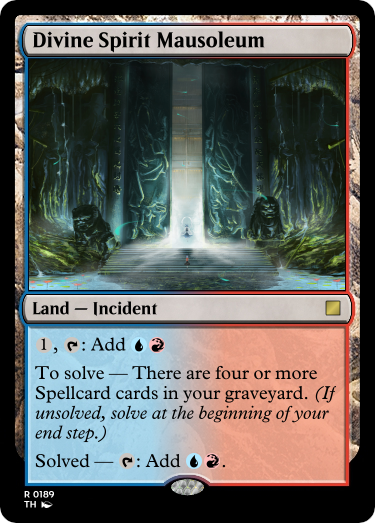 Divine Spirit Mausoleum
Land — Incident
1, T: Add U R
To solve — There are four or more
Spellcard cards in your graveyard. (If
unsolved, solve at the beginning of your
end step.)
Solved — T: Add U R.
R 0189
TH